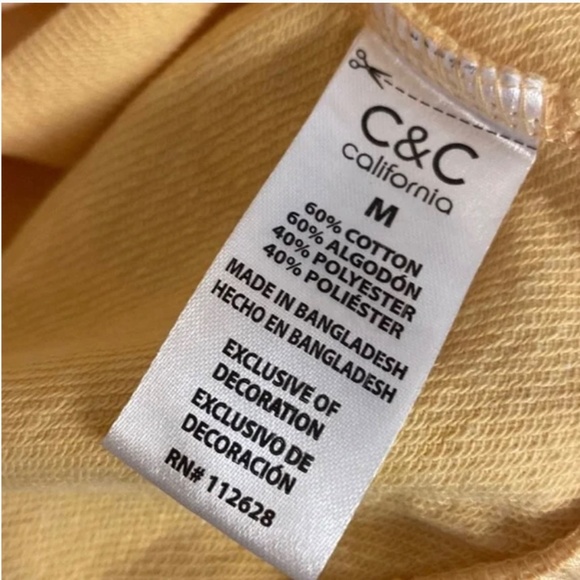 C&C
california
M
60% COTTON
60% ALGODÓN
40% POLYESTER
40% POLIÉSTER
MADE IN BANGLADESH
HECHO EN BANGLADESH
EXCLUSIVE OF
DECORATION
EXCLUSIVO DE
DECORACIÓN
RN# 112628